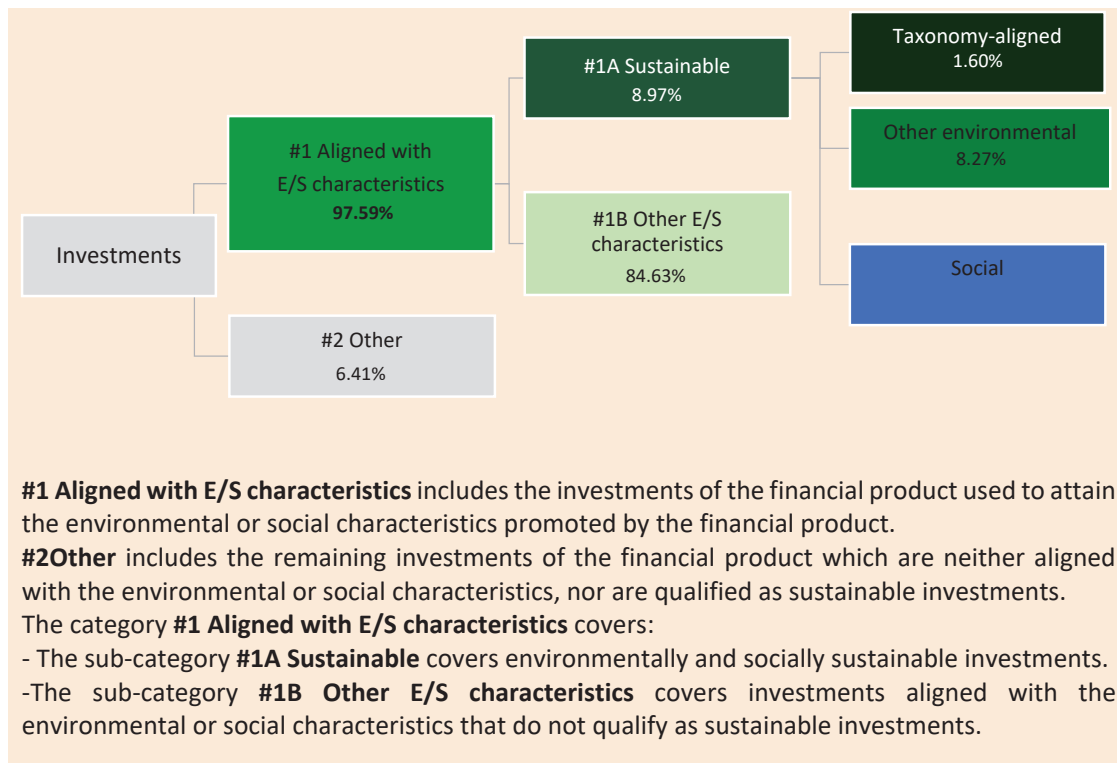 Investments
#1 Aligned with
E/S characteristics
97.59%
#2 Other
6.41%
#1A Sustainable
8.97%
#1B Other E/S
characteristics
84.63%
Taxonomy-aligned
1.60%
Other environmental
8.27%
Social
#1 Aligned with E/S characteristics includes the investments of the financial product used to attain
the environmental or social characteristics promoted by the financial product.
#2Other includes the remaining investments of the financial product which are neither aligned
with the environmental or social characteristics, nor are qualified as sustainable investments.
The category #1 Aligned with E/S characteristics covers:
- The sub-category #1A Sustainable covers environmentally and socially sustainable investments.
-The sub-category #1B Other E/S characteristics covers investments aligned with the
environmental or social characteristics that do not qualify as sustainable investments.